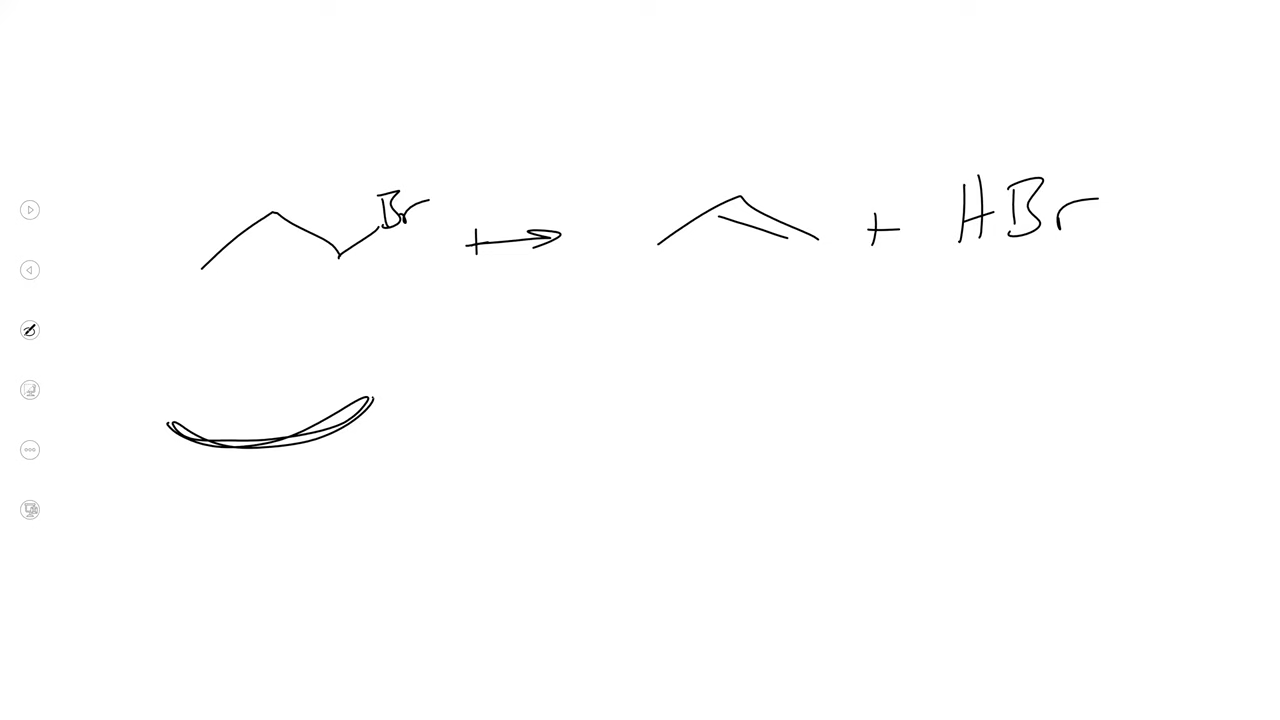 Br + → + HBr